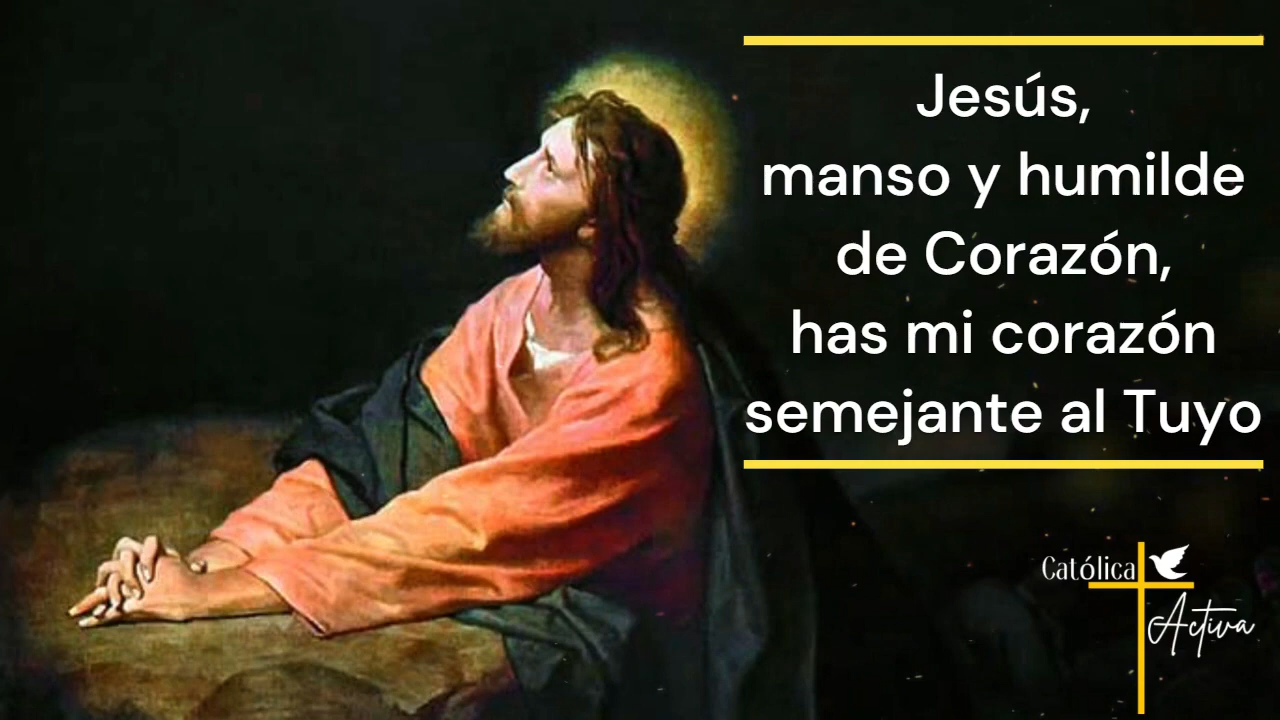 Jesús,
manso y humilde
de Corazón,
has mi corazón
semejante al Tuyo
Católica
Activa